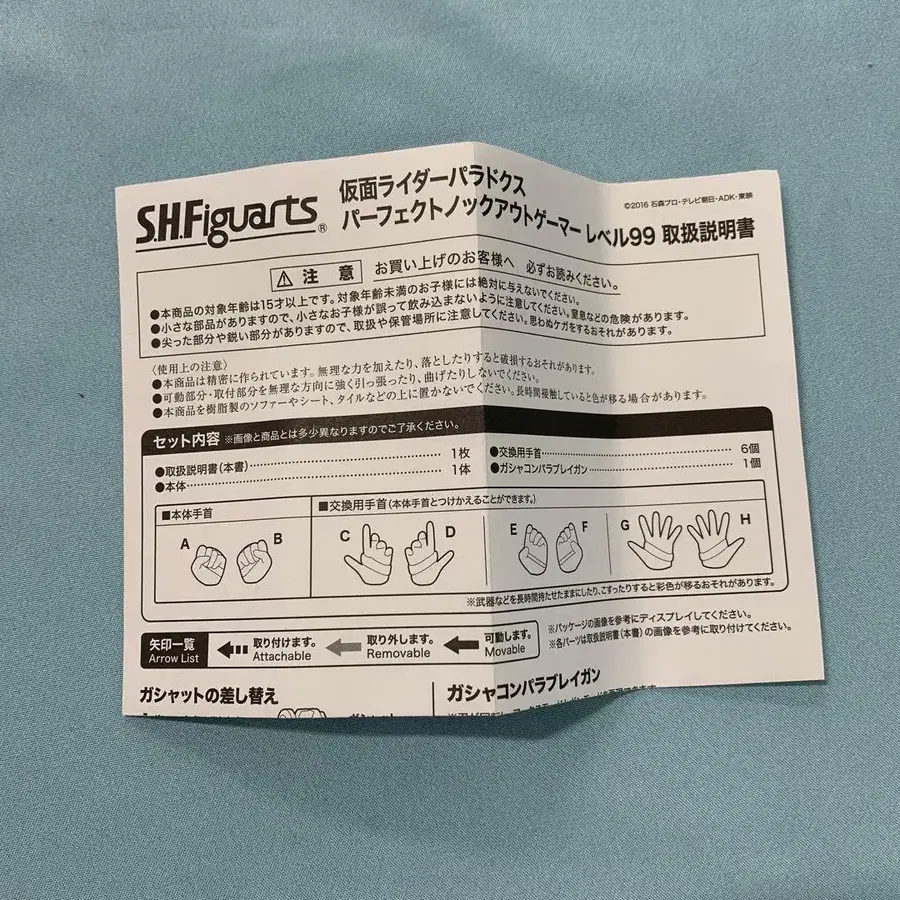 S.H.Figuarts®
仮面ライダーパラドクス
パーフェクトノックアウトゲーマー レベル99 取扱説明書
©2016 石森プロ・テレビ朝日・ADK・東映
⚠注 意 お買い上げのお客様へ 必ずお読みください。
●本商品の対象年齢は15才以上です。対象年齢未満のお子様には絶対に与えないでください。
●小さな部品がありますので、小さなお子様が誤って飲み込まないように注意してください。窒息などの危険があります。
●尖った部分や鋭い部分がありますので、取扱や保管場所に注意してください。思わぬケガをするおそれがあります。
〈使用上の注意〉
●本商品は精密に作られています。無理な力を加えたり、落としたりすると破損するおそれがあります。
●可動部分・取付部分を無理な方向に強く引っ張ったり、曲げたりしないでください。
●本商品を樹脂製のソファーやシート、タイルなどの上に置かないでください。長時間接触していると色が移る場合があります。
セット内容 ※画像と商品とは多少異なりますのでご了承ください。
●取扱説明書(本書) 1枚
●本体 1体
●交換用手首 6個
●ガシャコンパラブレイガン 1個
■本体手首
A B
■交換用手首(本体手首とつけかえることができます。)
C D E F G H
※武器などを長時間持たせたままにしたり、こすったりすると彩色が移るおそれがあります。
矢印一覧
Arrow List
取り付けます。
Attachable
取り外します。
Removable
可動します。
Movable
※パッケージの画像を参考にディスプレイしてください。
※各パーツは取扱説明書(本書)の画像を参考に取り付けてください。
ガシャットの差し替え
ガシャコンパラブレイガン